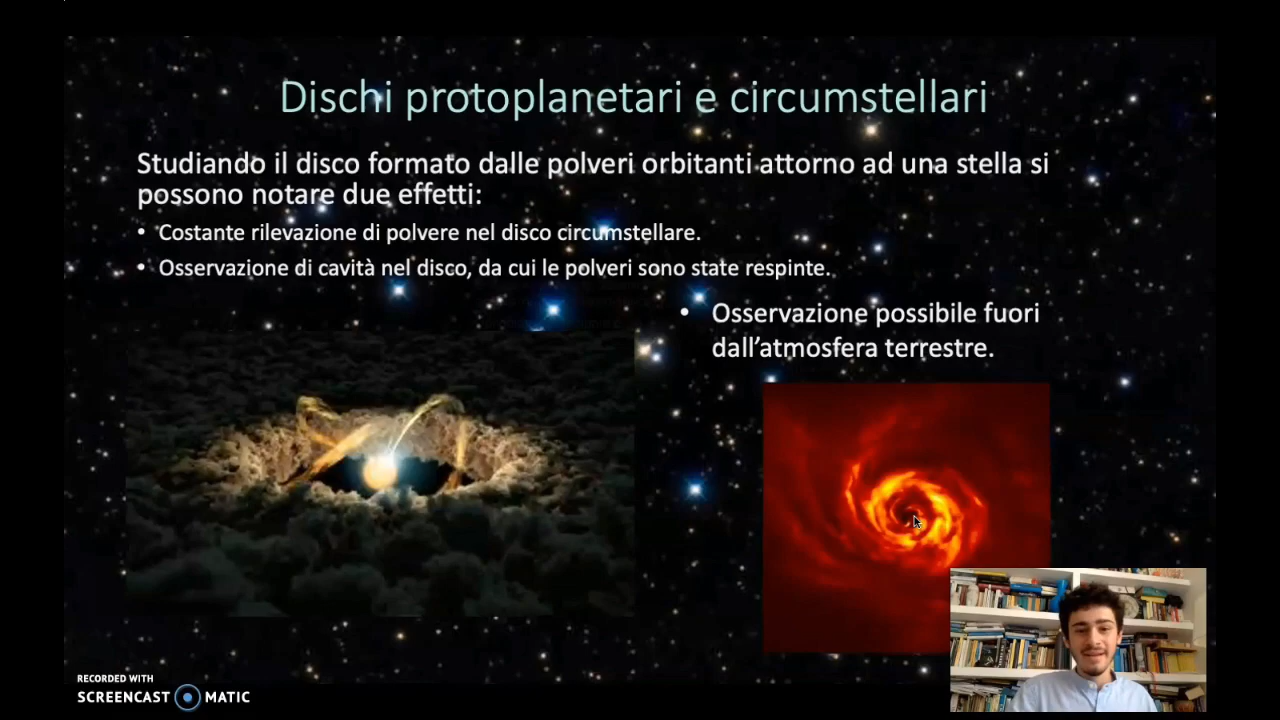 Dischi protoplanetari e circumstellari
Studiando il disco formato dalle polveri orbitanti attorno ad una stella si
possono notare due effetti:
• Costante rilevazione di polvere nel disco circumstellare.
• Osservazione di cavità nel disco, da cui le polveri sono state respinte.
• Osservazione possibile fuori
dall’atmosfera terrestre.
RECORDED WITH
SCREENCAST MATIC